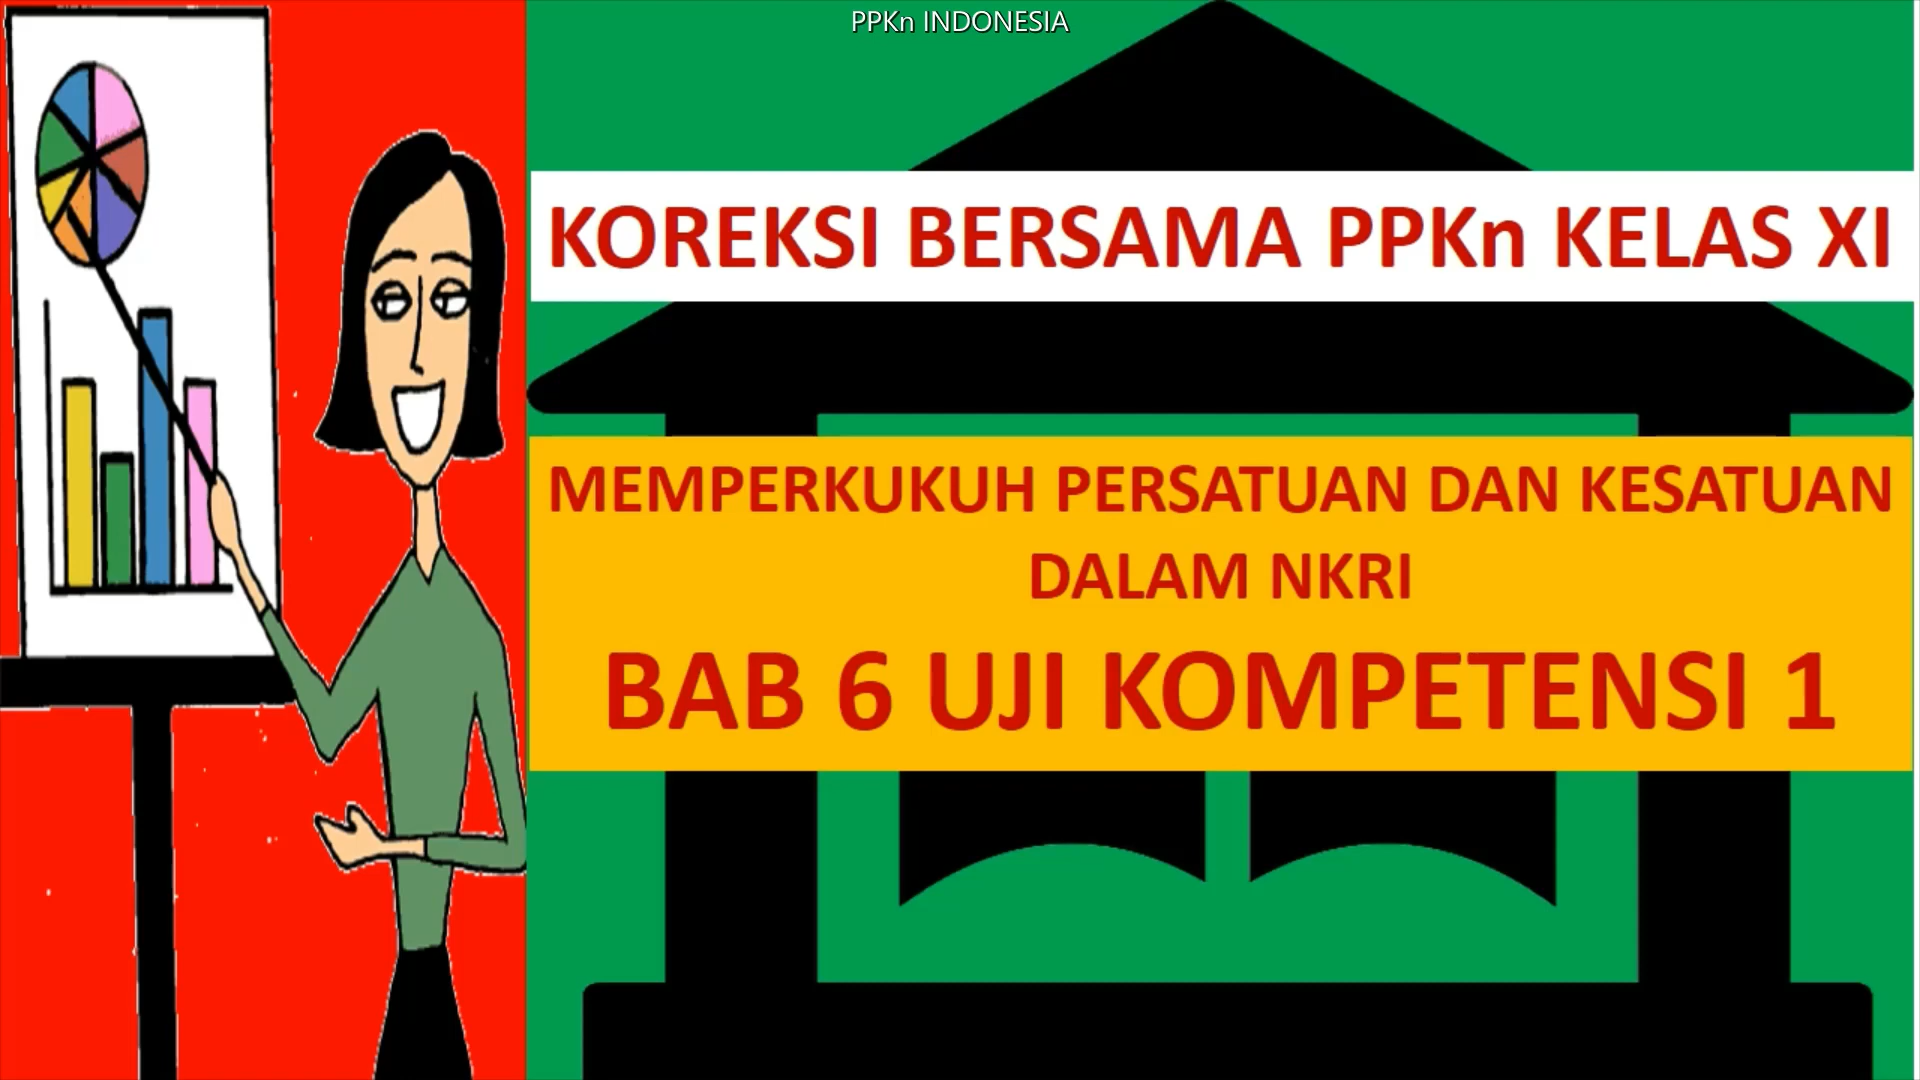 PPKn INDONESIA
KOREKSI BERSAMA PPKn KELAS XI
MEMPERKUKUH PERSATUAN DAN KESATUAN
DALAM NKRI
BAB 6 UJI KOMPETENSI 1